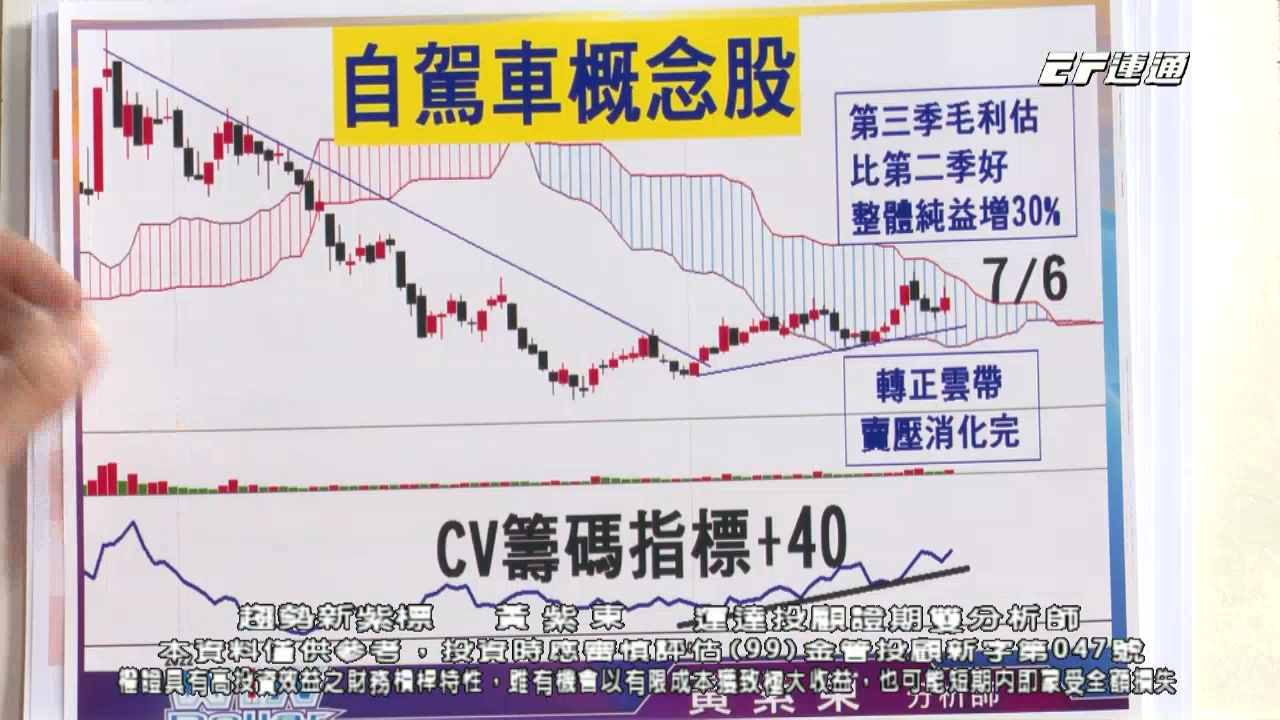 自駕車概念股
運通
第三季毛利估
比第二季好
整體純益增30%
7/6
轉正雲帶
賣壓消化完
CV籌碼指標+40
趨勢新紫標 黃紫東 運達投顧證期雙分析師
本資料僅供參考，投資時應審慎評估(99)金管投顧新字第047號
權證具有高投資效益之財務槓桿特性，雖有機會以有限成本獲致極大收益，也可能短期內即蒙受全額損失
黃紫東 分析師